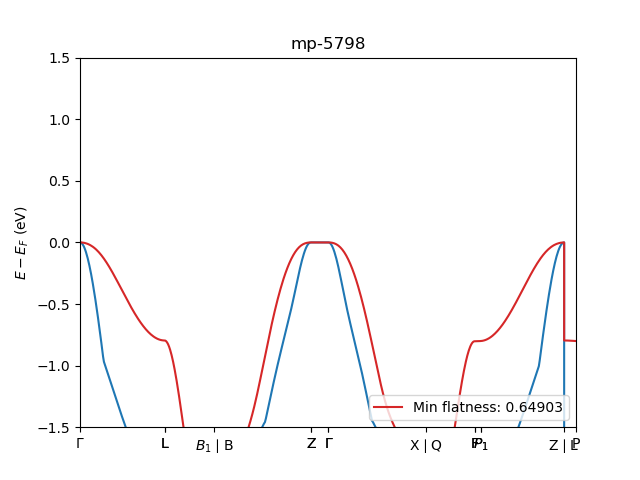 mp-5798
E − E_F (eV)
1.5
1.0
0.5
0.0
−0.5
−1.0
−1.5
Min flatness: 0.64903
Γ L B₁ | B Z Γ X | Q P₁ Z | L P